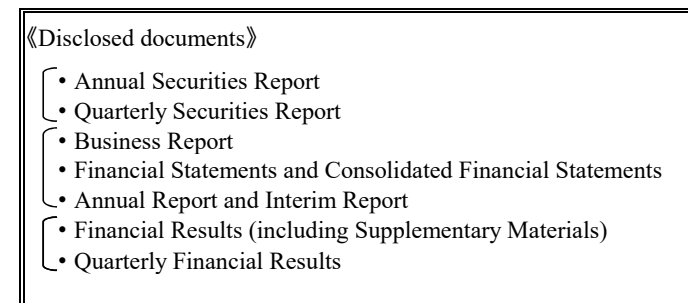 《Disclosed documents》
• Annual Securities Report
• Quarterly Securities Report
• Business Report
• Financial Statements and Consolidated Financial Statements
• Annual Report and Interim Report
• Financial Results (including Supplementary Materials)
• Quarterly Financial Results